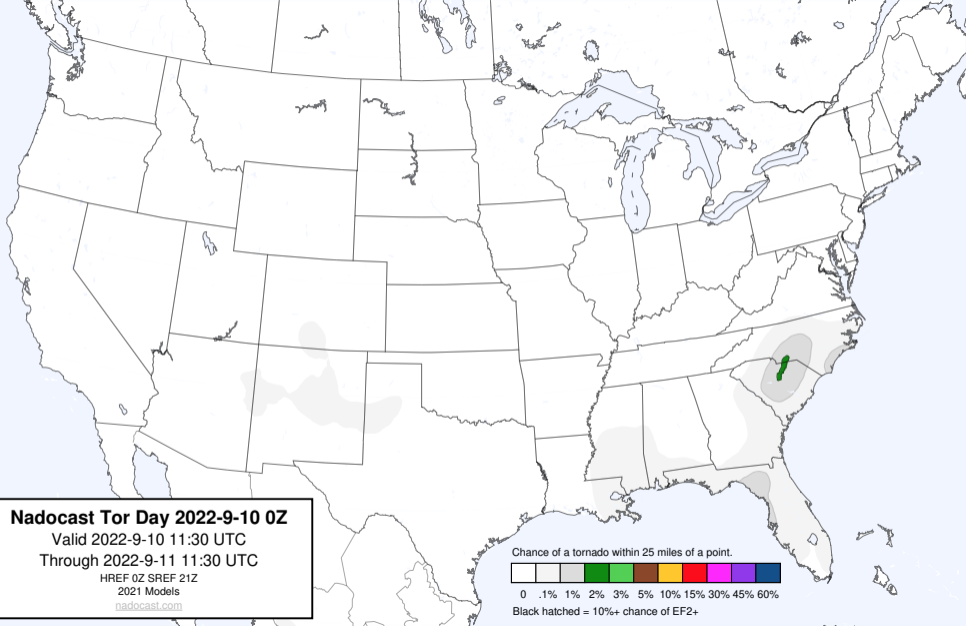 Nadocast Tor Day 2022-9-10 0Z
Valid 2022-9-10 11:30 UTC
Through 2022-9-11 11:30 UTC
HREF 0Z SREF 21Z
2021 Models
nadocast.com
Chance of a tornado within 25 miles of a point.
0 .1% 1% 2% 3% 5% 10% 15% 30% 45% 60%
Black hatched = 10%+ chance of EF2+